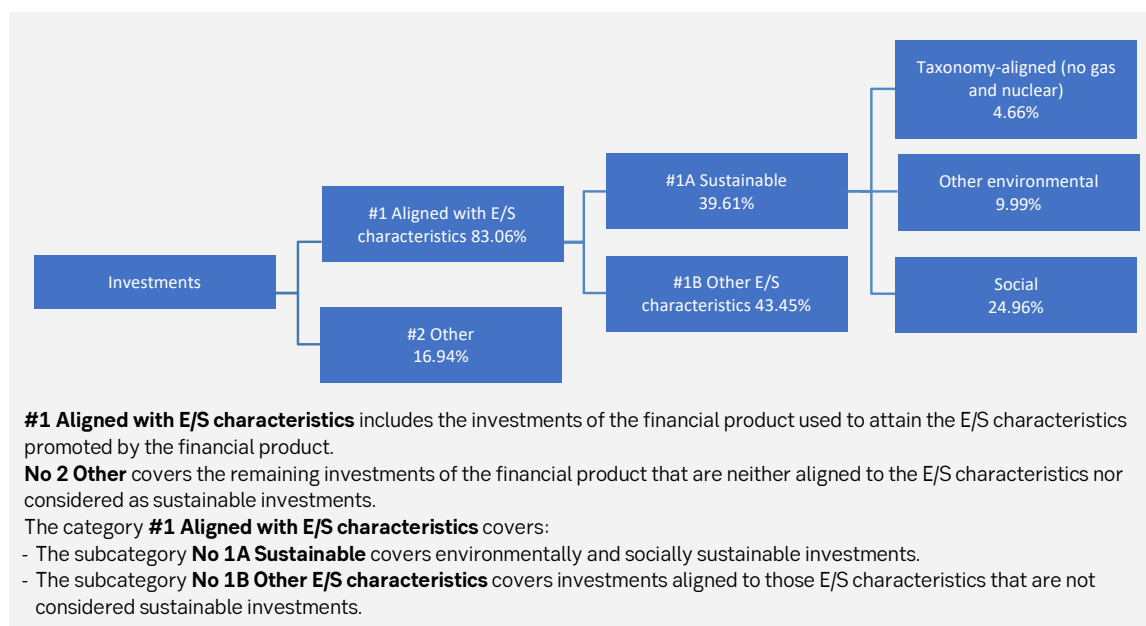 Investments
#1 Aligned with E/S
characteristics 83.06%
#2 Other
16.94%
#1A Sustainable
39.61%
#1B Other E/S
characteristics 43.45%
Taxonomy-aligned (no gas
and nuclear)
4.66%
Other environmental
9.99%
Social
24.96%
#1 Aligned with E/S characteristics includes the investments of the financial product used to attain the E/S characteristics
promoted by the financial product.
No 2 Other covers the remaining investments of the financial product that are neither aligned to the E/S characteristics nor
considered as sustainable investments.
The category #1 Aligned with E/S characteristics covers:
- The subcategory No 1A Sustainable covers environmentally and socially sustainable investments.
- The subcategory No 1B Other E/S characteristics covers investments aligned to those E/S characteristics that are not
considered sustainable investments.